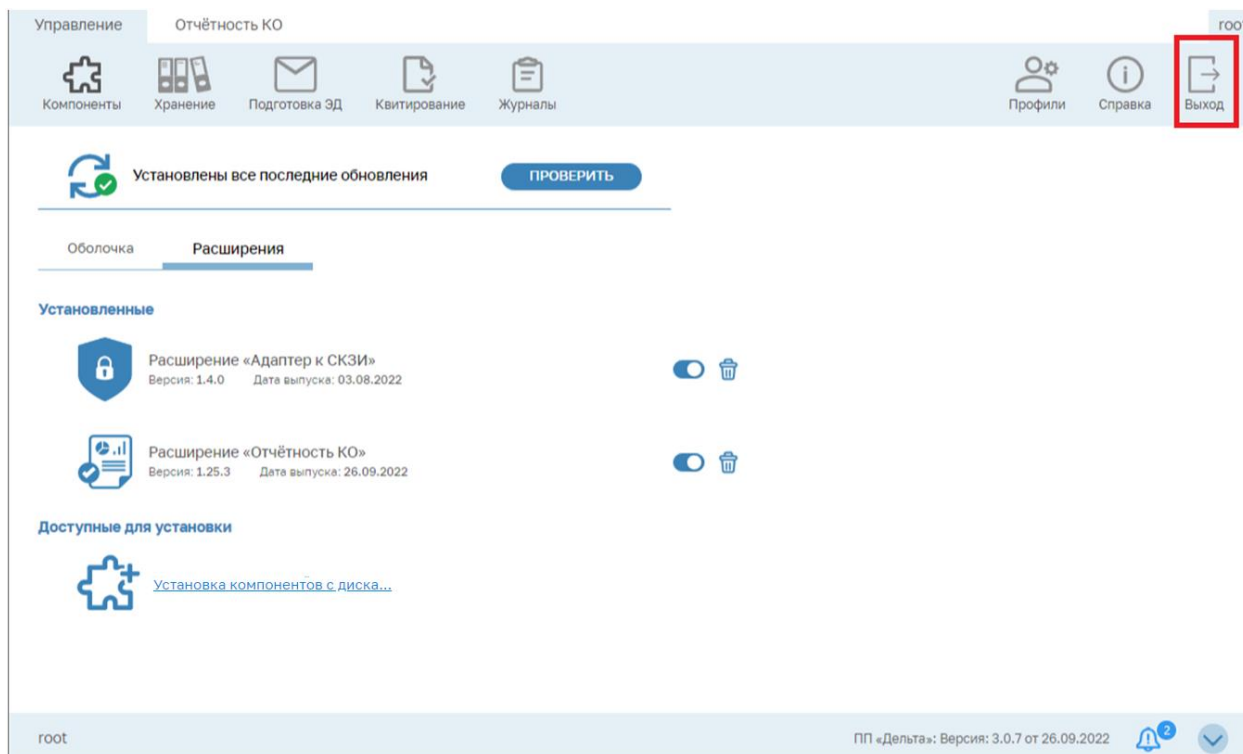 Управление Отчётность КО root
Компоненты Хранение Подготовка ЭД Квитирование Журналы Профили Справка Выход
Установлены все последние обновления ПРОВЕРИТЬ
Оболочка Расширения
Установленные
Расширение «Адаптер к СКЗИ»
Версия: 1.4.0 Дата выпуска: 03.08.2022
Расширение «Отчётность КО»
Версия: 1.25.3 Дата выпуска: 26.09.2022
Доступные для установки
Установка компонентов с диска...
root ПП «Дельта»: Версия: 3.0.7 от 26.09.2022 2